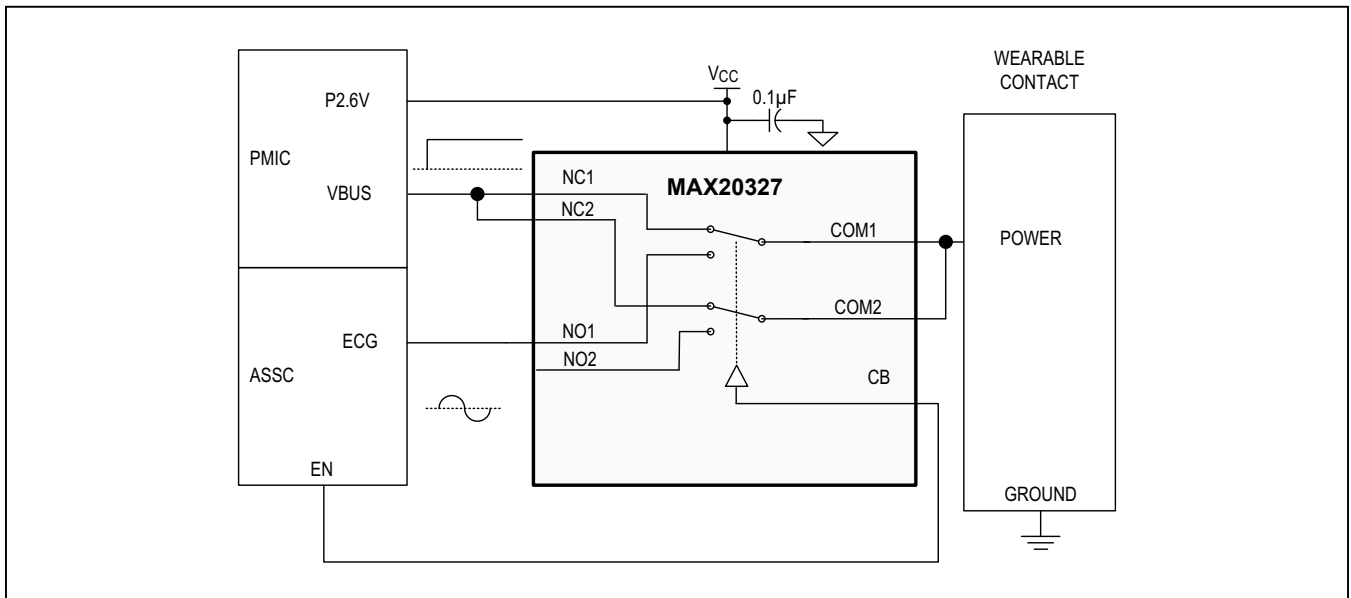 WEARABLE
CONTACT
VCC
0.1µF
P2.6V
PMIC
VBUS
NC1
NC2
MAX20327
COM1
POWER
COM2
ECG
NO1
NO2
ASSC
CB
EN
GROUND